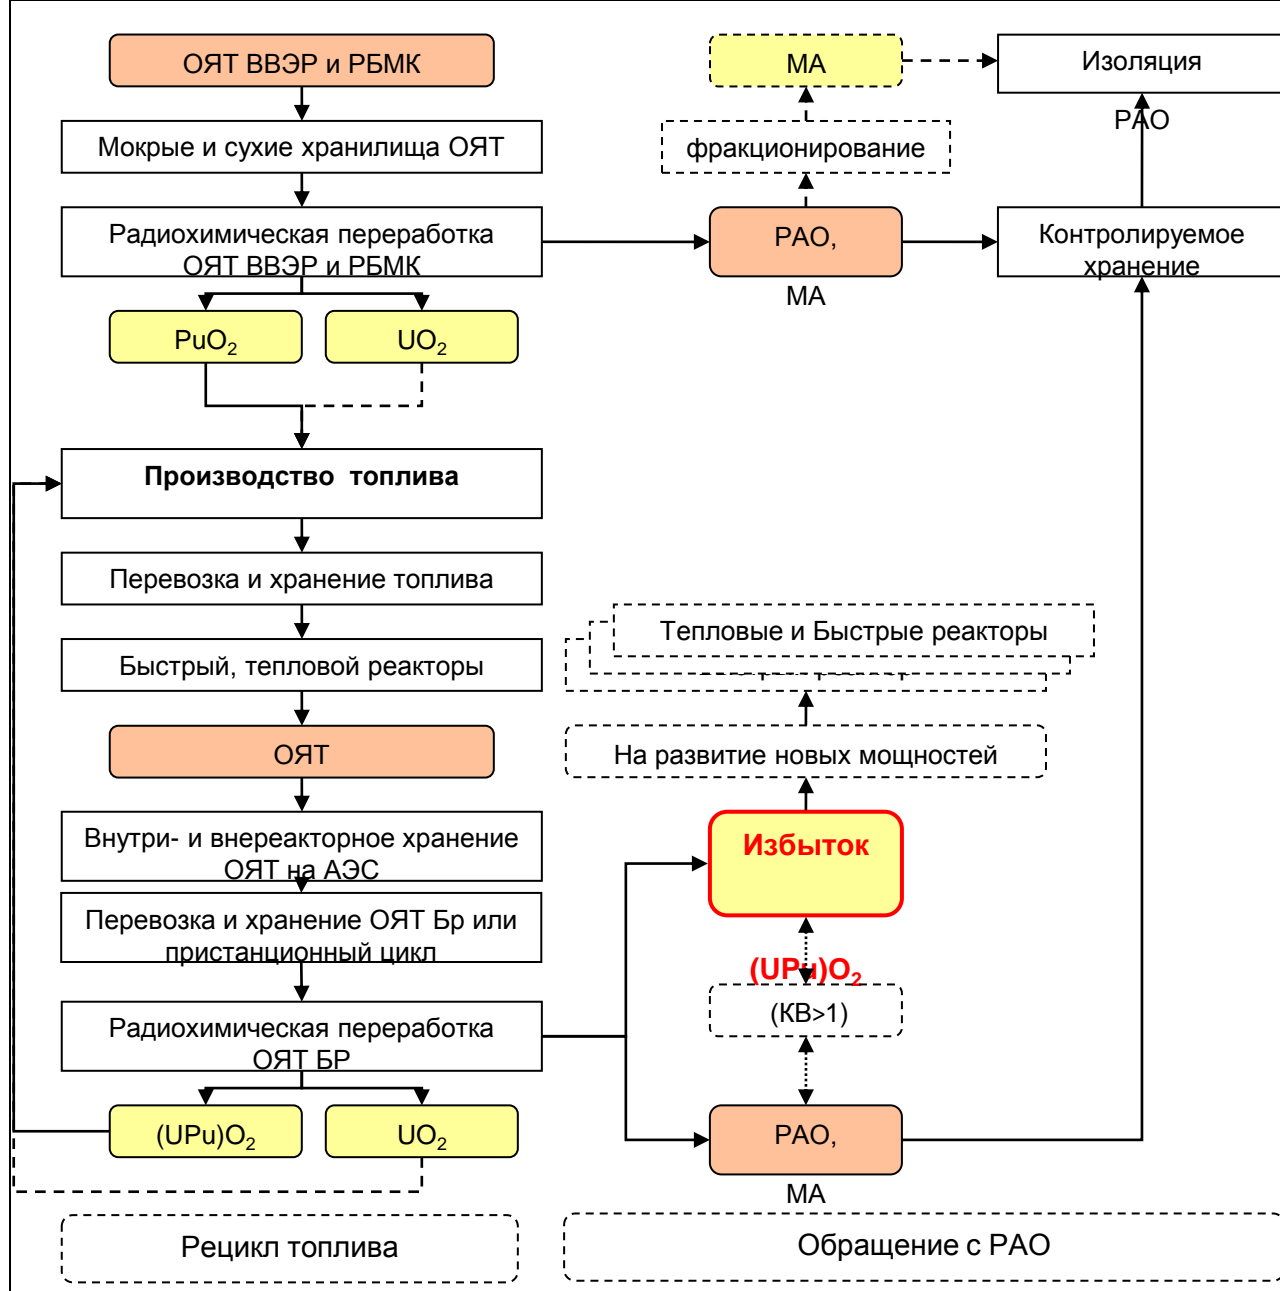 ОЯТ ВВЭР и РБМК
Мокрые и сухие хранилища ОЯТ
Радиохимическая переработка
ОЯТ ВВЭР и РБМК
PuO2
UO2
Производство топлива
Перевозка и хранение топлива
Быстрый, тепловой реакторы
ОЯТ
Внутри- и внереакторное хранение
ОЯТ на АЭС
Перевозка и хранение ОЯТ Бр или
пристанционный цикл
Радиохимическая переработка
ОЯТ БР
(UPu)O2
UO2
Рецикл топлива
МА
Изоляция
РАО
фракционирование
РАО,
МА
Контролируемое
хранение
Тепловые и Быстрые реакторы
На развитие новых мощностей
Избыток
(UPu)O2
(КВ>1)
РАО,
МА
Обращение с РАО